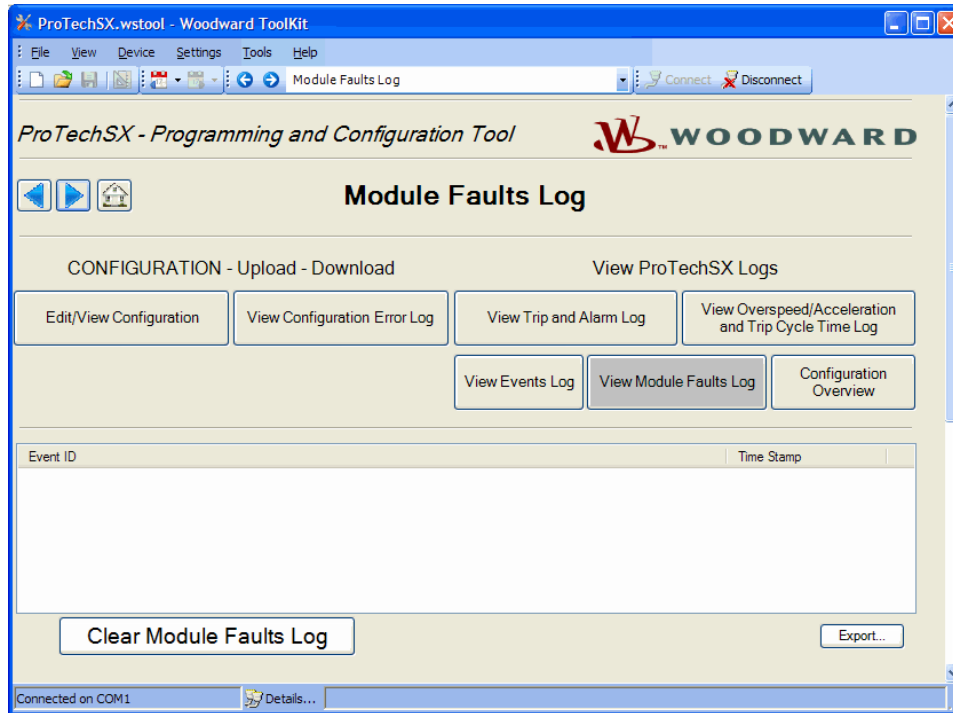 ProTechSX.wstool - Woodward ToolKit
File View Device Settings Tools Help
Module Faults Log Connect Disconnect
ProTechSX - Programming and Configuration Tool
W™ WOODWARD
Module Faults Log
CONFIGURATION - Upload - Download
View ProTechSX Logs
Edit/View Configuration
View Configuration Error Log
View Trip and Alarm Log
View Overspeed/Acceleration
and Trip Cycle Time Log
View Events Log
View Module Faults Log
Configuration
Overview
Event ID
Time Stamp
Clear Module Faults Log
Export...
Connected on COM1
Details...